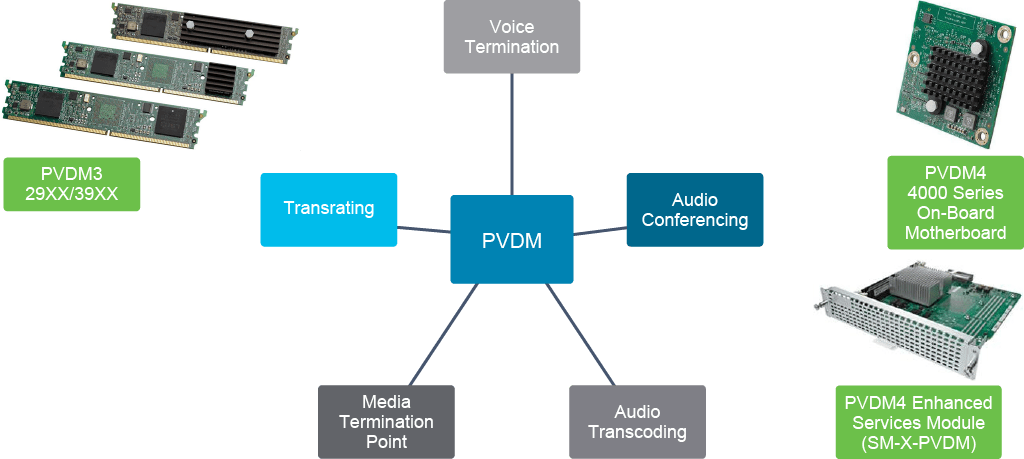 Voice
Termination
PVDM3
29XX/39XX
PVDM4
4000 Series
On-Board
Motherboard
Transrating
Audio
Conferencing
PVDM
Media
Termination
Point
Audio
Transcoding
PVDM4 Enhanced
Services Module
(SM-X-PVDM)